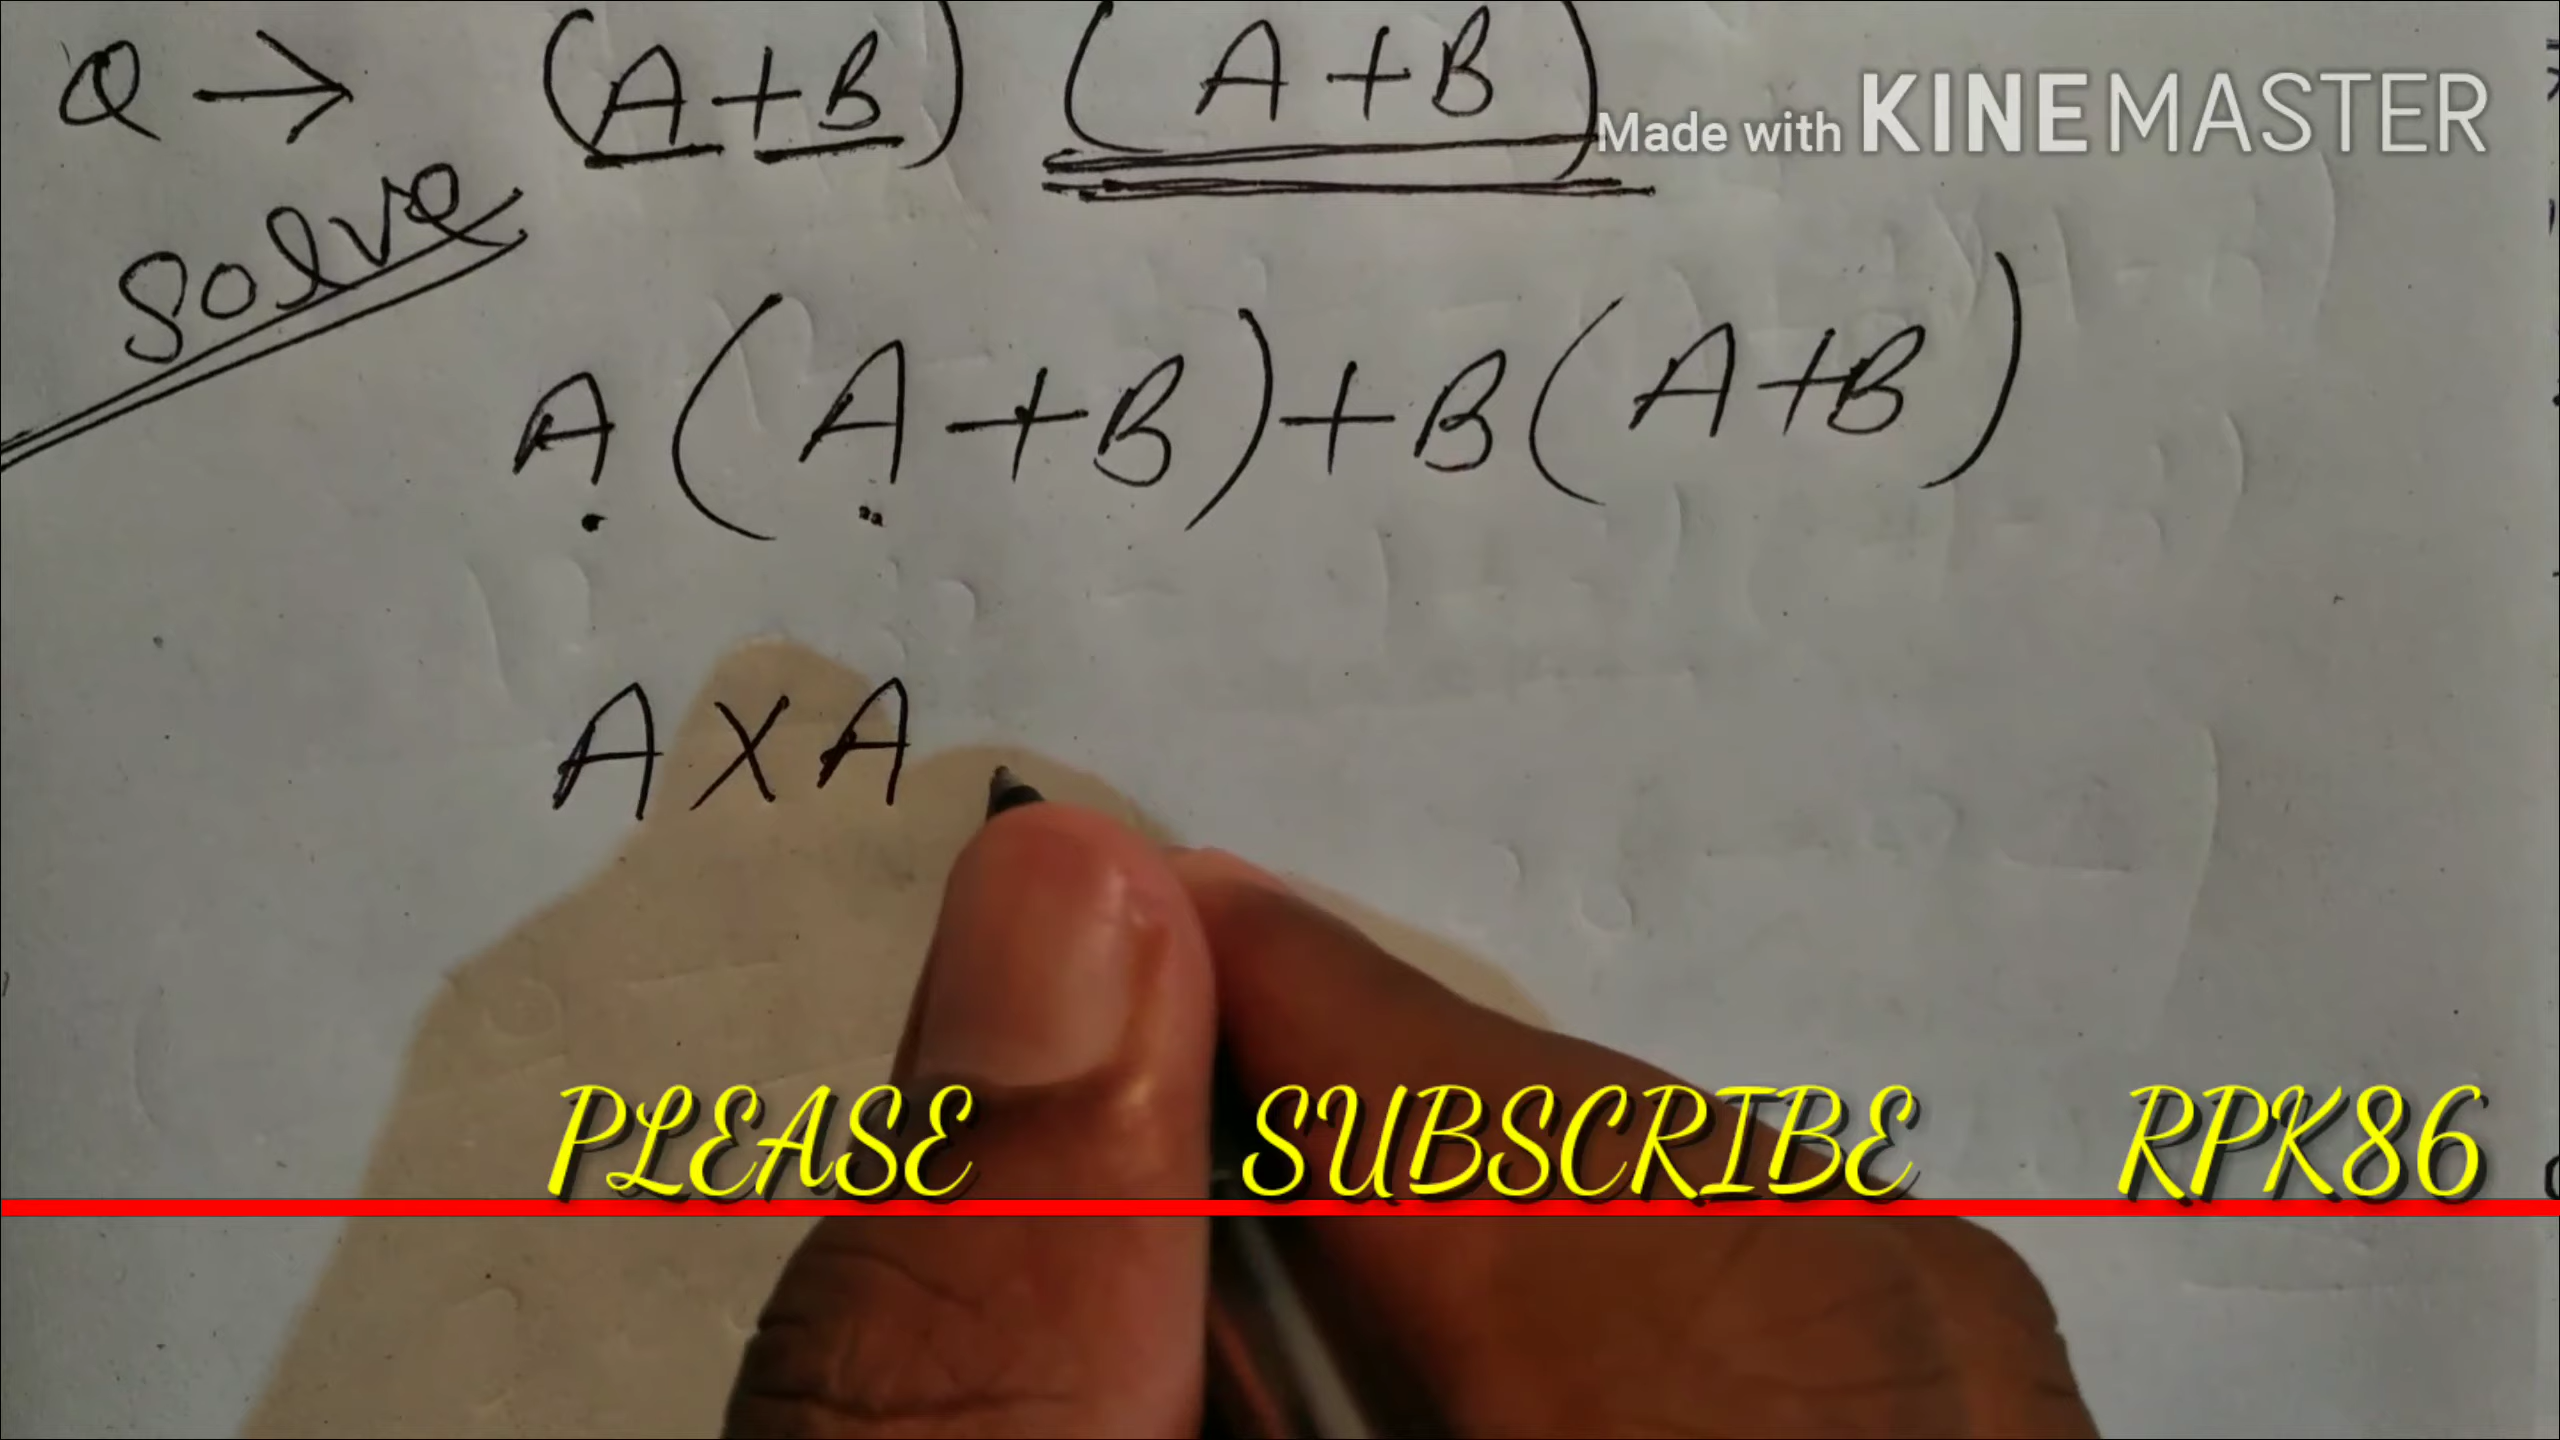 Q → (A+B) (A+B)
Made with KINEMASTER
Solve
A(A+B)+B(A+B)
A×A
PLEASE SUBSCRIBE RPK86